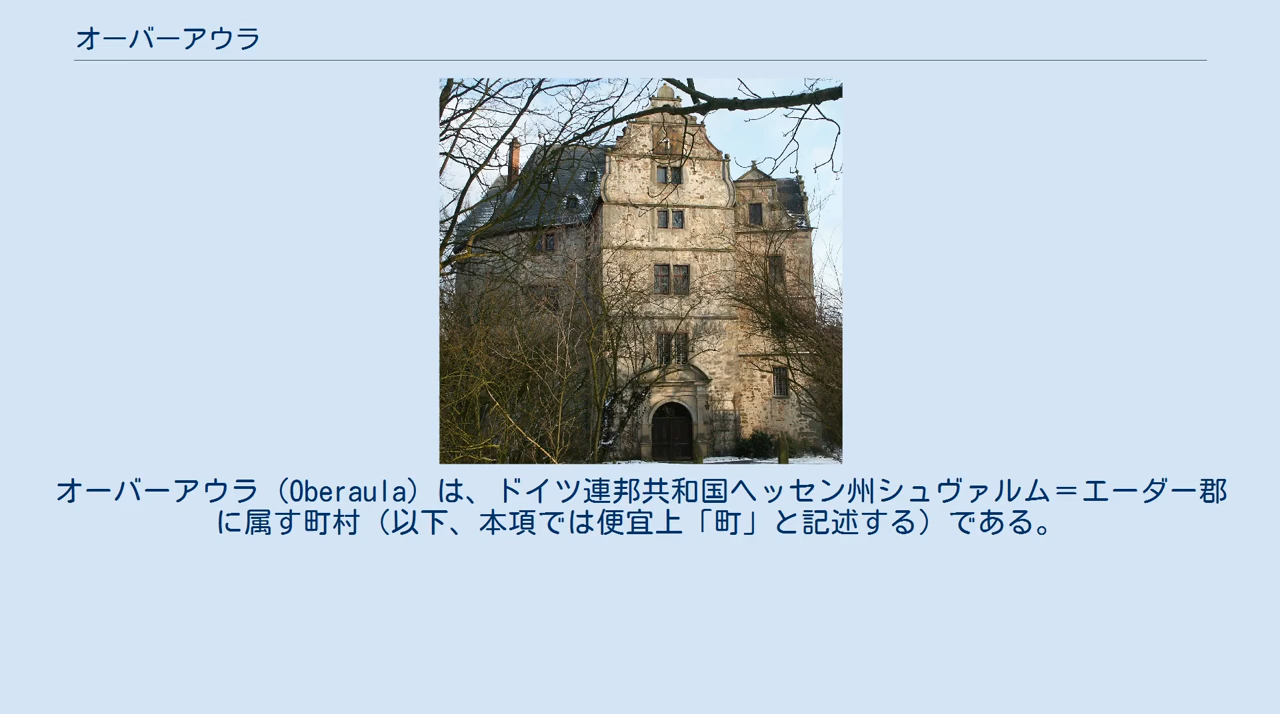 オーバーアウラ
オーバーアウラ（Oberaula）は、ドイツ連邦共和国ヘッセン州シュヴァルム＝エーダー郡
に属す町村（以下、本項では便宜上「町」と記述する）である。